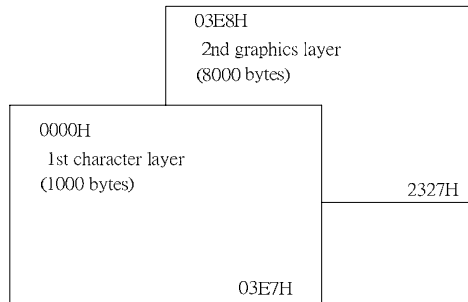 03E8H
2nd graphics layer
(8000 bytes)
0000H
1st character layer
(1000 bytes)
2327H
03E7H